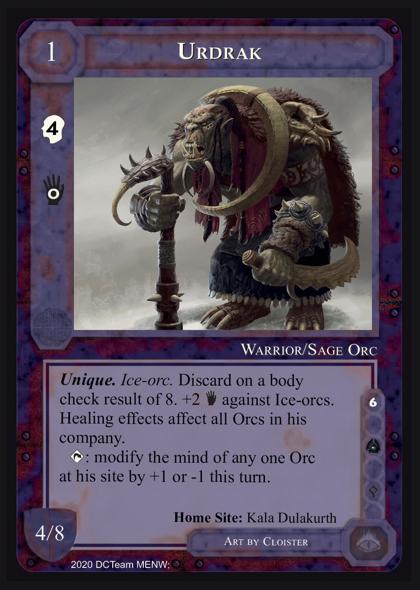 1
URDRAK
4
WARRIOR/SAGE ORC
Unique. Ice-orc. Discard on a body
check result of 8. +2 against Ice-orcs.
Healing effects affect all Orcs in his
company.
: modify the mind of any one Orc
at his site by +1 or -1 this turn.
6
Home Site: Kala Dulakurth
4/8
ART BY CLOISTER
2020 DCTeam MENW: